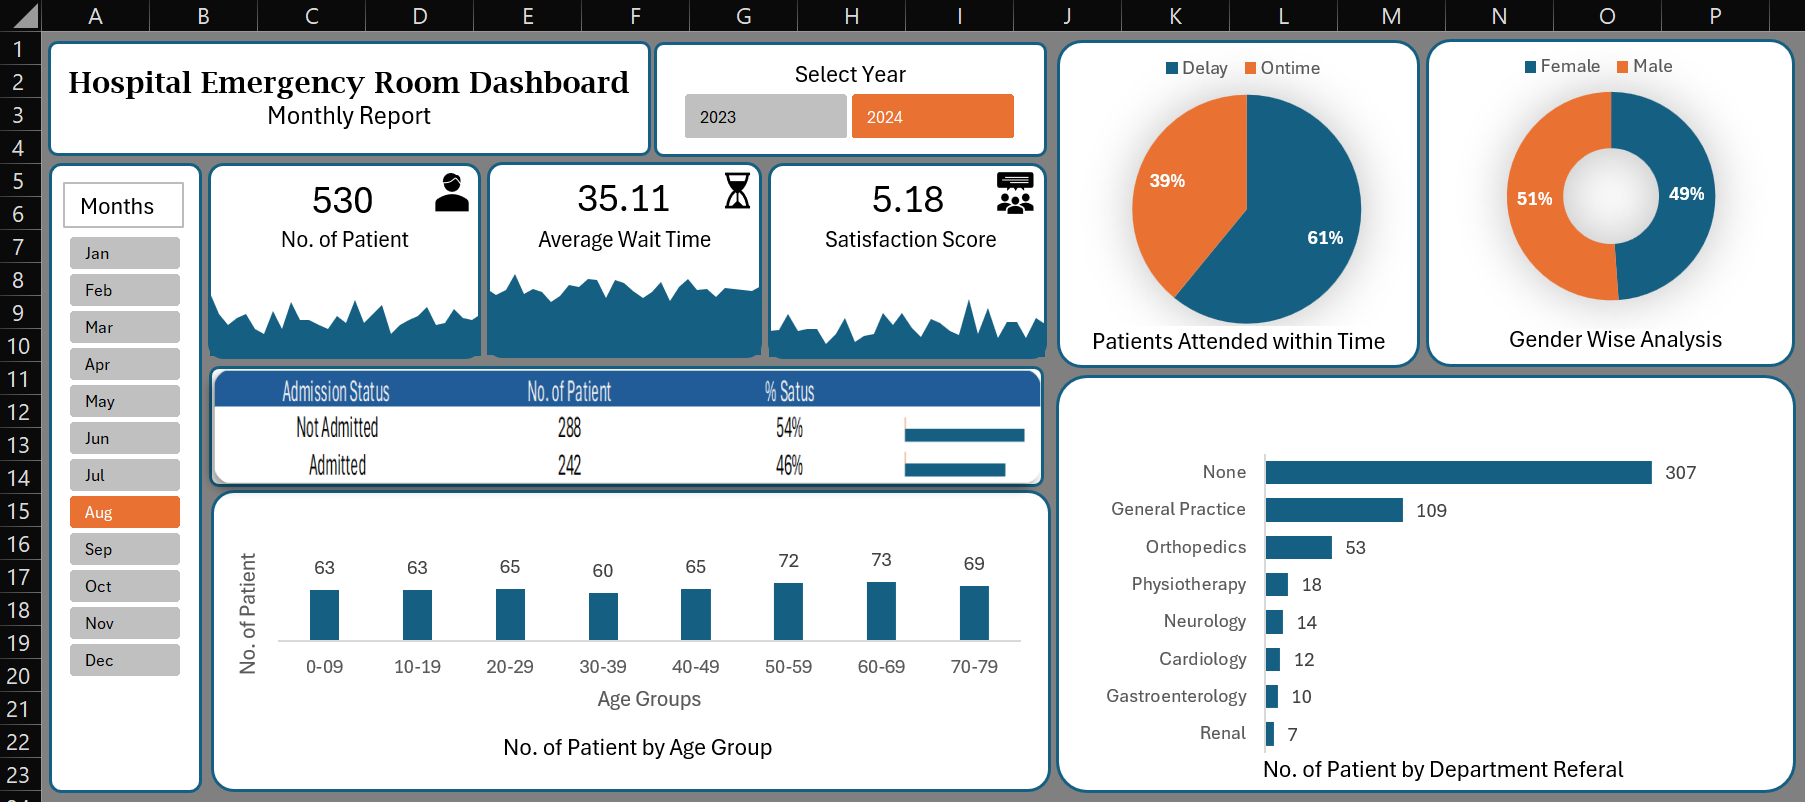 A B C D E F G H I J K L M N O P
1
2
3
4
5
6
7
8
9
10
11
12
13
14
15
16
17
18
19
20
21
22
23
Hospital Emergency Room Dashboard
Monthly Report
Select Year
2023 2024
Months
Jan
Feb
Mar
Apr
May
Jun
Jul
Aug
Sep
Oct
Nov
Dec
530
No. of Patient
35.11
Average Wait Time
5.18
Satisfaction Score
Admission Status No. of Patient % Satus
Not Admitted 288 54%
Admitted 242 46%
No. of Patient
63 63 65 60 65 72 73 69
0-09 10-19 20-29 30-39 40-49 50-59 60-69 70-79
Age Groups
No. of Patient by Age Group
Delay Ontime
39%
61%
Patients Attended within Time
Female Male
51% 49%
Gender Wise Analysis
None 307
General Practice 109
Orthopedics 53
Physiotherapy 18
Neurology 14
Cardiology 12
Gastroenterology 10
Renal 7
No. of Patient by Department Referal